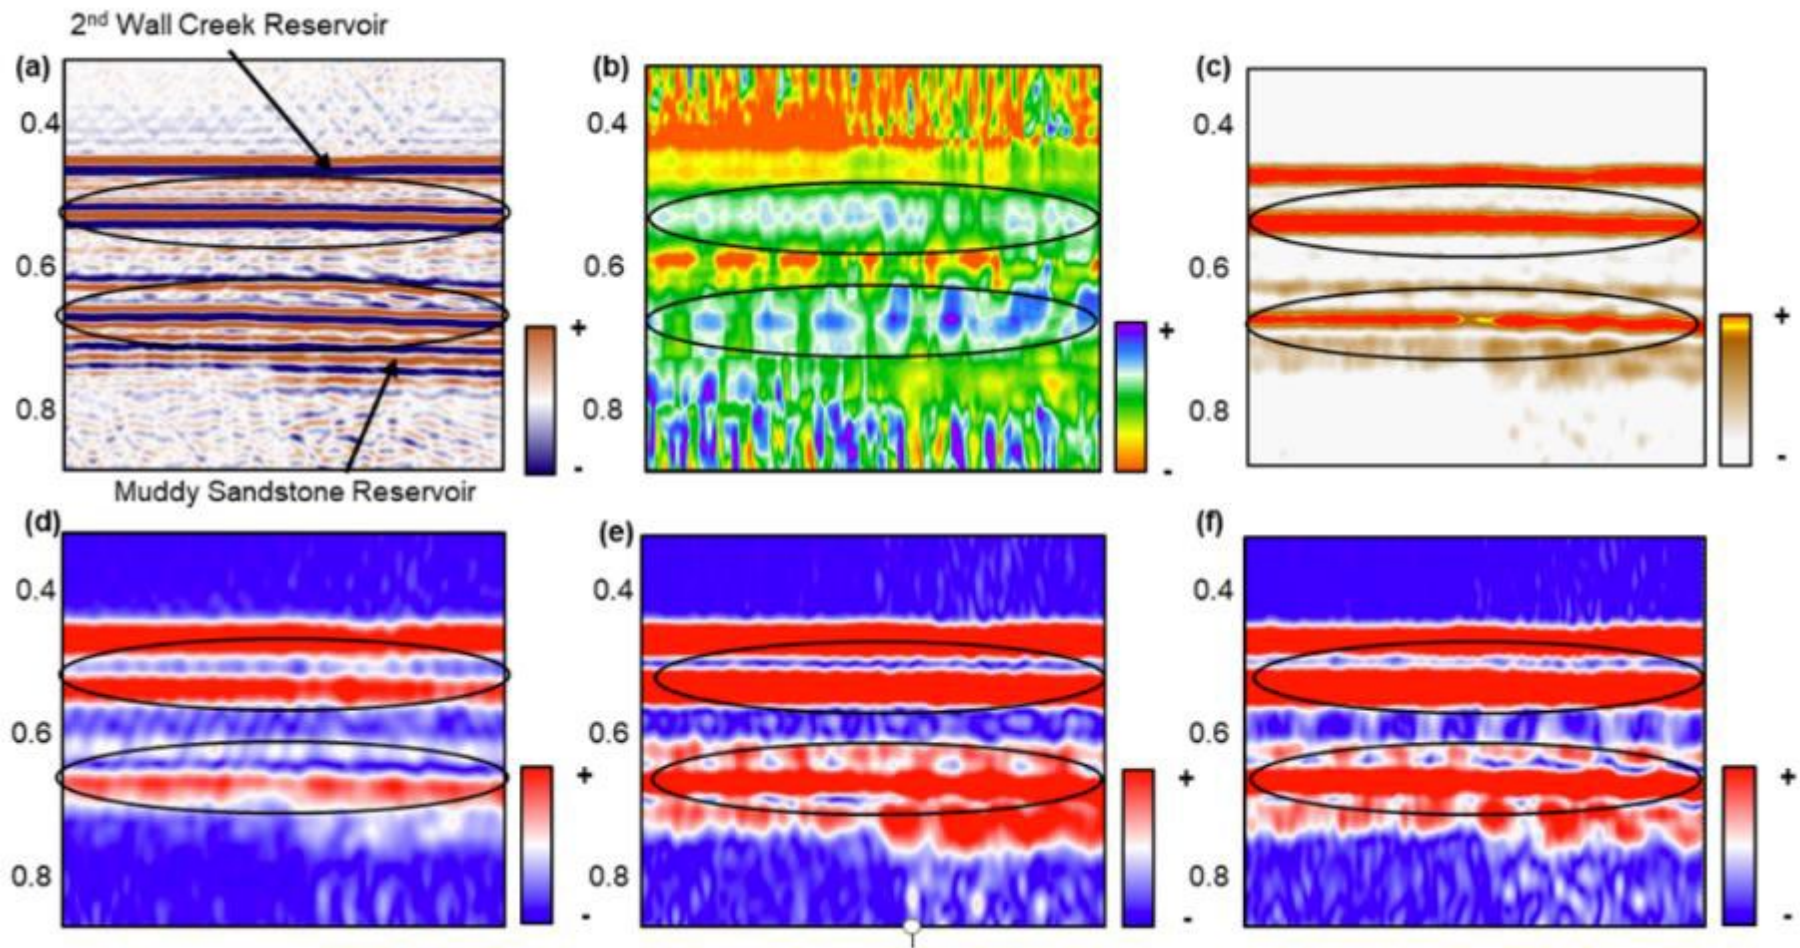 2nd Wall Creek Reservoir
(a) (b) (c)
0.4 0.4 0.4
0.6 0.6 0.6
+ + +
0.8 0.8 0.8
- - -
Muddy Sandstone Reservoir
(d) (e) (f)
0.4 0.4 0.4
0.6 0.6 0.6
+ + +
0.8 0.8 0.8
- - -